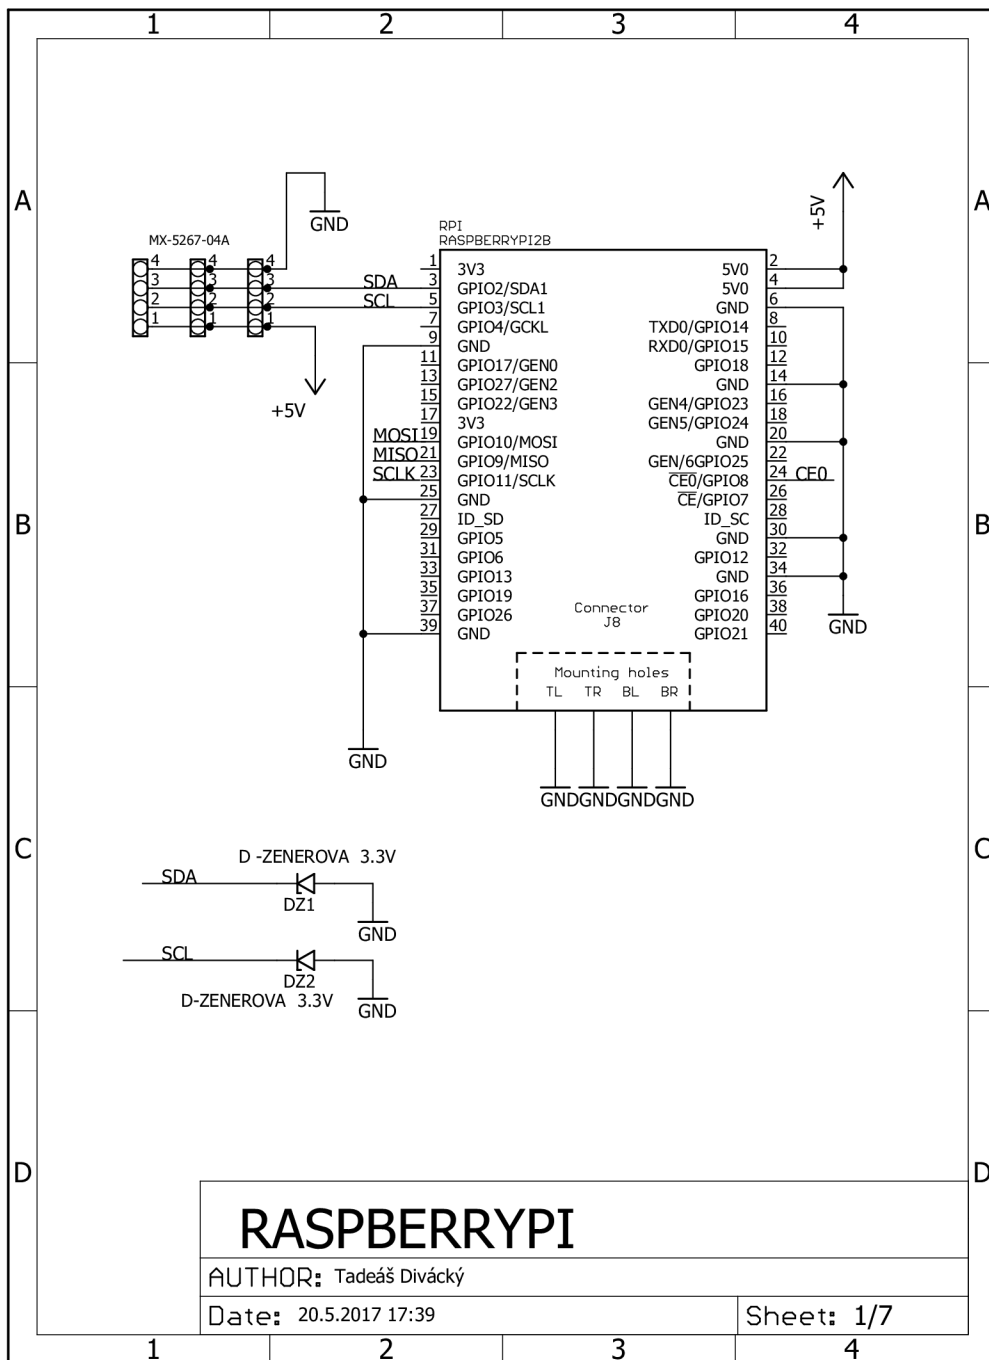 1 2 3 4
A A
GND
+5V
RPI
RASPBERRYPI2B
MX-5267-04A
4 4 4
3 3 3
2 2 2
1 1 1
SDA
SCL
+5V
1 3V3 5V0 2
3 GPIO2/SDA1 5V0 4
5 GPIO3/SCL1 GND 6
7 GPIO4/GCKL TXD0/GPIO14 8
9 GND RXD0/GPIO15 10
11 GPIO17/GEN0 GPIO18 12
13 GPIO27/GEN2 GND 14
15 GPIO22/GEN3 GEN4/GPIO23 16
17 3V3 GEN5/GPIO24 18
MOSI 19 GPIO10/MOSI GND 20
MISO 21 GPIO9/MISO GEN/6GPIO25 22
SCLK 23 GPIO11/SCLK CE0/GPIO8 24 CE0
25 GND CE/GPIO7 26
B B
27 ID_SD ID_SC 28
29 GPIO5 GND 30
31 GPIO6 GPIO12 32
33 GPIO13 GND 34
35 GPIO19 GPIO16 36
37 GPIO26 GPIO20 38
39 GND GPIO21 40
Connector
J8
GND
Mounting holes
TL TR BL BR
GND
GND GND GND GND
C C
D -ZENEROVA 3.3V
SDA
DZ1
GND
SCL
DZ2
D-ZENEROVA 3.3V
GND
D D
RASPBERRYPI
AUTHOR: Tadeáš Divácký
Date: 20.5.2017 17:39 Sheet: 1/7
1 2 3 4